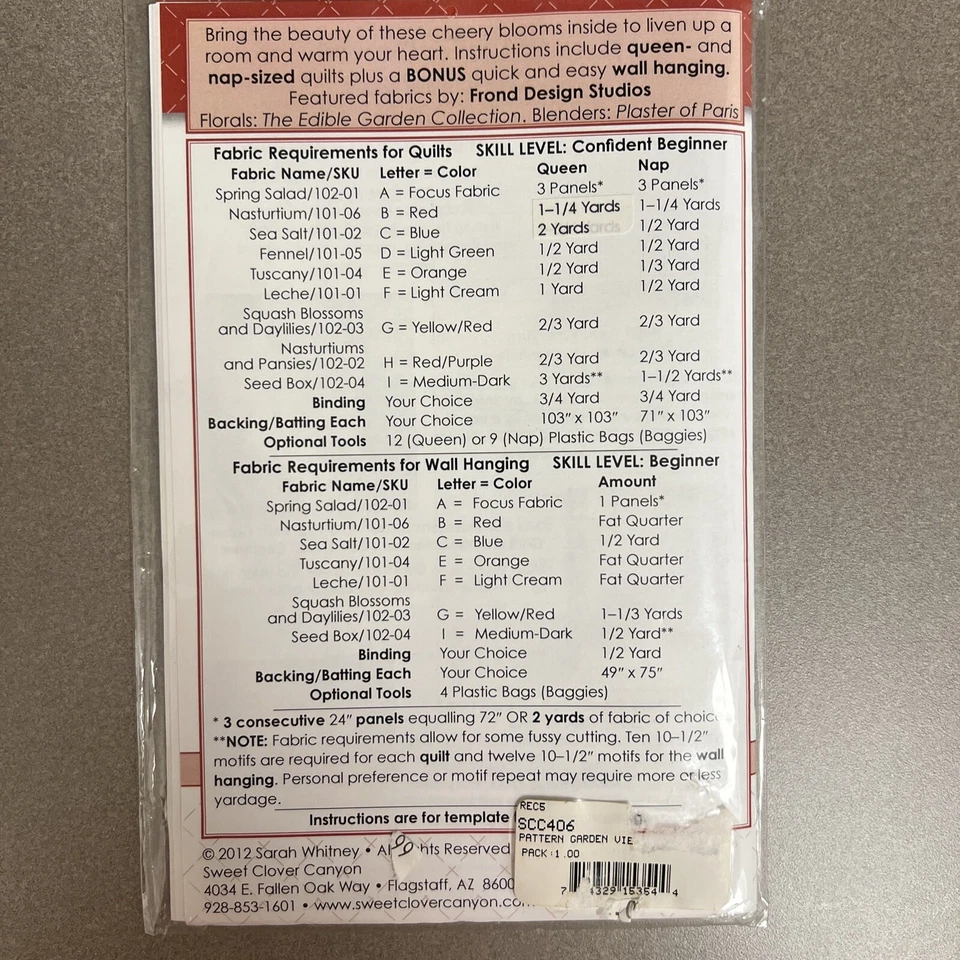 Bring the beauty of these cheery blooms inside to liven up a
room and warm your heart. Instructions include queen- and
nap-sized quilts plus a BONUS quick and easy wall hanging.
Featured fabrics by: Frond Design Studios
Florals: The Edible Garden Collection. Blenders: Plaster of Paris
Fabric Requirements for Quilts SKILL LEVEL: Confident Beginner
Fabric Name/SKU Letter = Color Queen Nap
Spring Salad/102-01 A = Focus Fabric 3 Panels* 3 Panels*
Nasturtium/101-06 B = Red 1–1/4 Yards 1–1/4 Yards
Sea Salt/101-02 C = Blue 2 Yards 1/2 Yard
Fennel/101-05 D = Light Green 1/2 Yard 1/2 Yard
Tuscany/101-04 E = Orange 1/2 Yard 1/3 Yard
Leche/101-01 F = Light Cream 1 Yard 1/2 Yard
Squash Blossoms
and Daylilies/102-03 G = Yellow/Red 2/3 Yard 2/3 Yard
Nasturtiums
and Pansies/102-02 H = Red/Purple 2/3 Yard 2/3 Yard
Seed Box/102-04 I = Medium-Dark 3 Yards** 1–1/2 Yards**
Binding Your Choice 3/4 Yard 3/4 Yard
Backing/Batting Each Your Choice 103" x 103" 71" x 103"
Optional Tools 12 (Queen) or 9 (Nap) Plastic Bags (Baggies)
Fabric Requirements for Wall Hanging SKILL LEVEL: Beginner
Fabric Name/SKU Letter = Color Amount
Spring Salad/102-01 A = Focus Fabric 1 Panels*
Nasturtium/101-06 B = Red Fat Quarter
Sea Salt/101-02 C = Blue 1/2 Yard
Tuscany/101-04 E = Orange Fat Quarter
Leche/101-01 F = Light Cream Fat Quarter
Squash Blossoms
and Daylilies/102-03 G = Yellow/Red 1–1/3 Yards
Seed Box/102-04 I = Medium-Dark 1/2 Yard**
Binding Your Choice 1/2 Yard
Backing/Batting Each Your Choice 49" x 75"
Optional Tools 4 Plastic Bags (Baggies)
* 3 consecutive 24" panels equalling 72" OR 2 yards of fabric of choic
**NOTE: Fabric requirements allow for some fussy cutting. Ten 10–1/2"
motifs are required for each quilt and twelve 10–1/2" motifs for the wall
hanging. Personal preference or motif repeat may require more or less
yardage.
Instructions are for template
REC5
SCC406
PATTERN GARDEN VIE
PACK:1.00
7 4329 15354 4
© 2012 Sarah Whitney • hts Reserved
Sweet Clover Canyon
4034 E. Fallen Oak Way • Flagstaff, AZ 8600
928-853-1601 • www.sweetclovercanyon.co